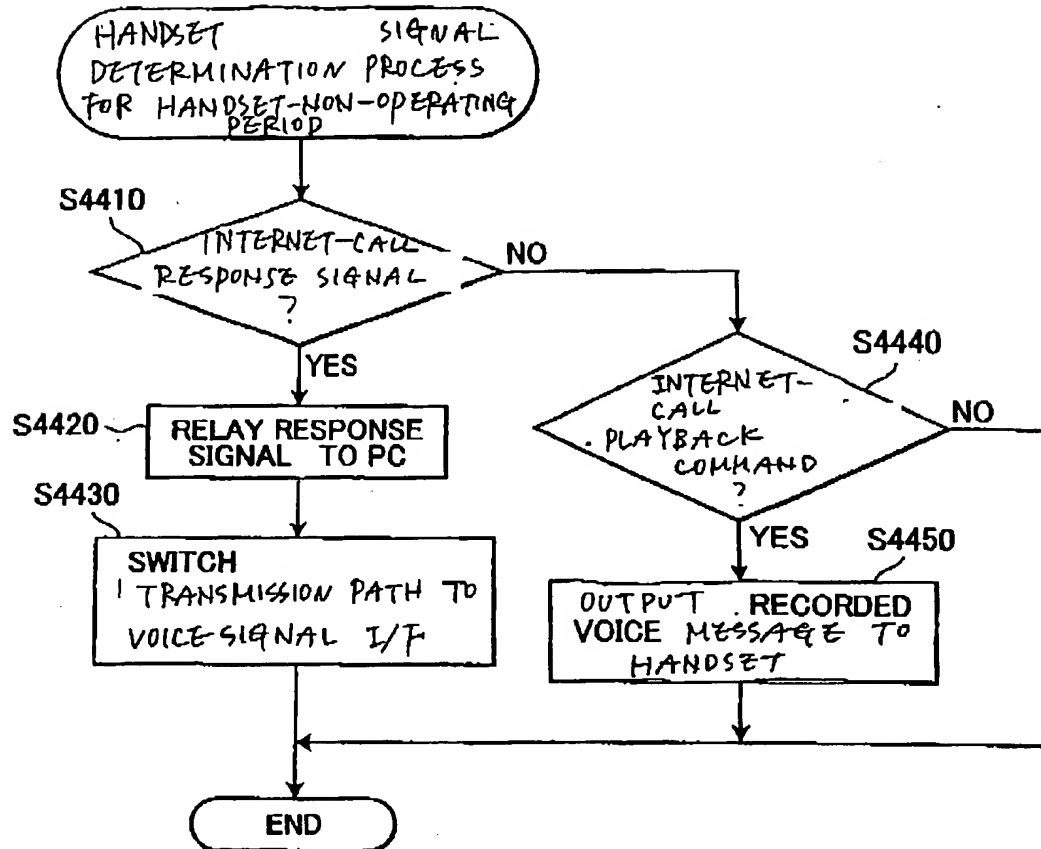 HANDSET SIGNAL
DETERMINATION PROCESS
FOR HANDSET-NON-OPERATING
PERIOD
S4410
INTERNET-CALL
RESPONSE SIGNAL
?
NO
YES
S4440
INTERNET-
CALL
PLAYBACK
COMMAND
?
NO
S4420
RELAY RESPONSE
SIGNAL TO PC
S4430
SWITCH
TRANSMISSION PATH TO
VOICE-SIGNAL I/F
YES
S4450
OUTPUT RECORDED
VOICE MESSAGE TO
HANDSET
END